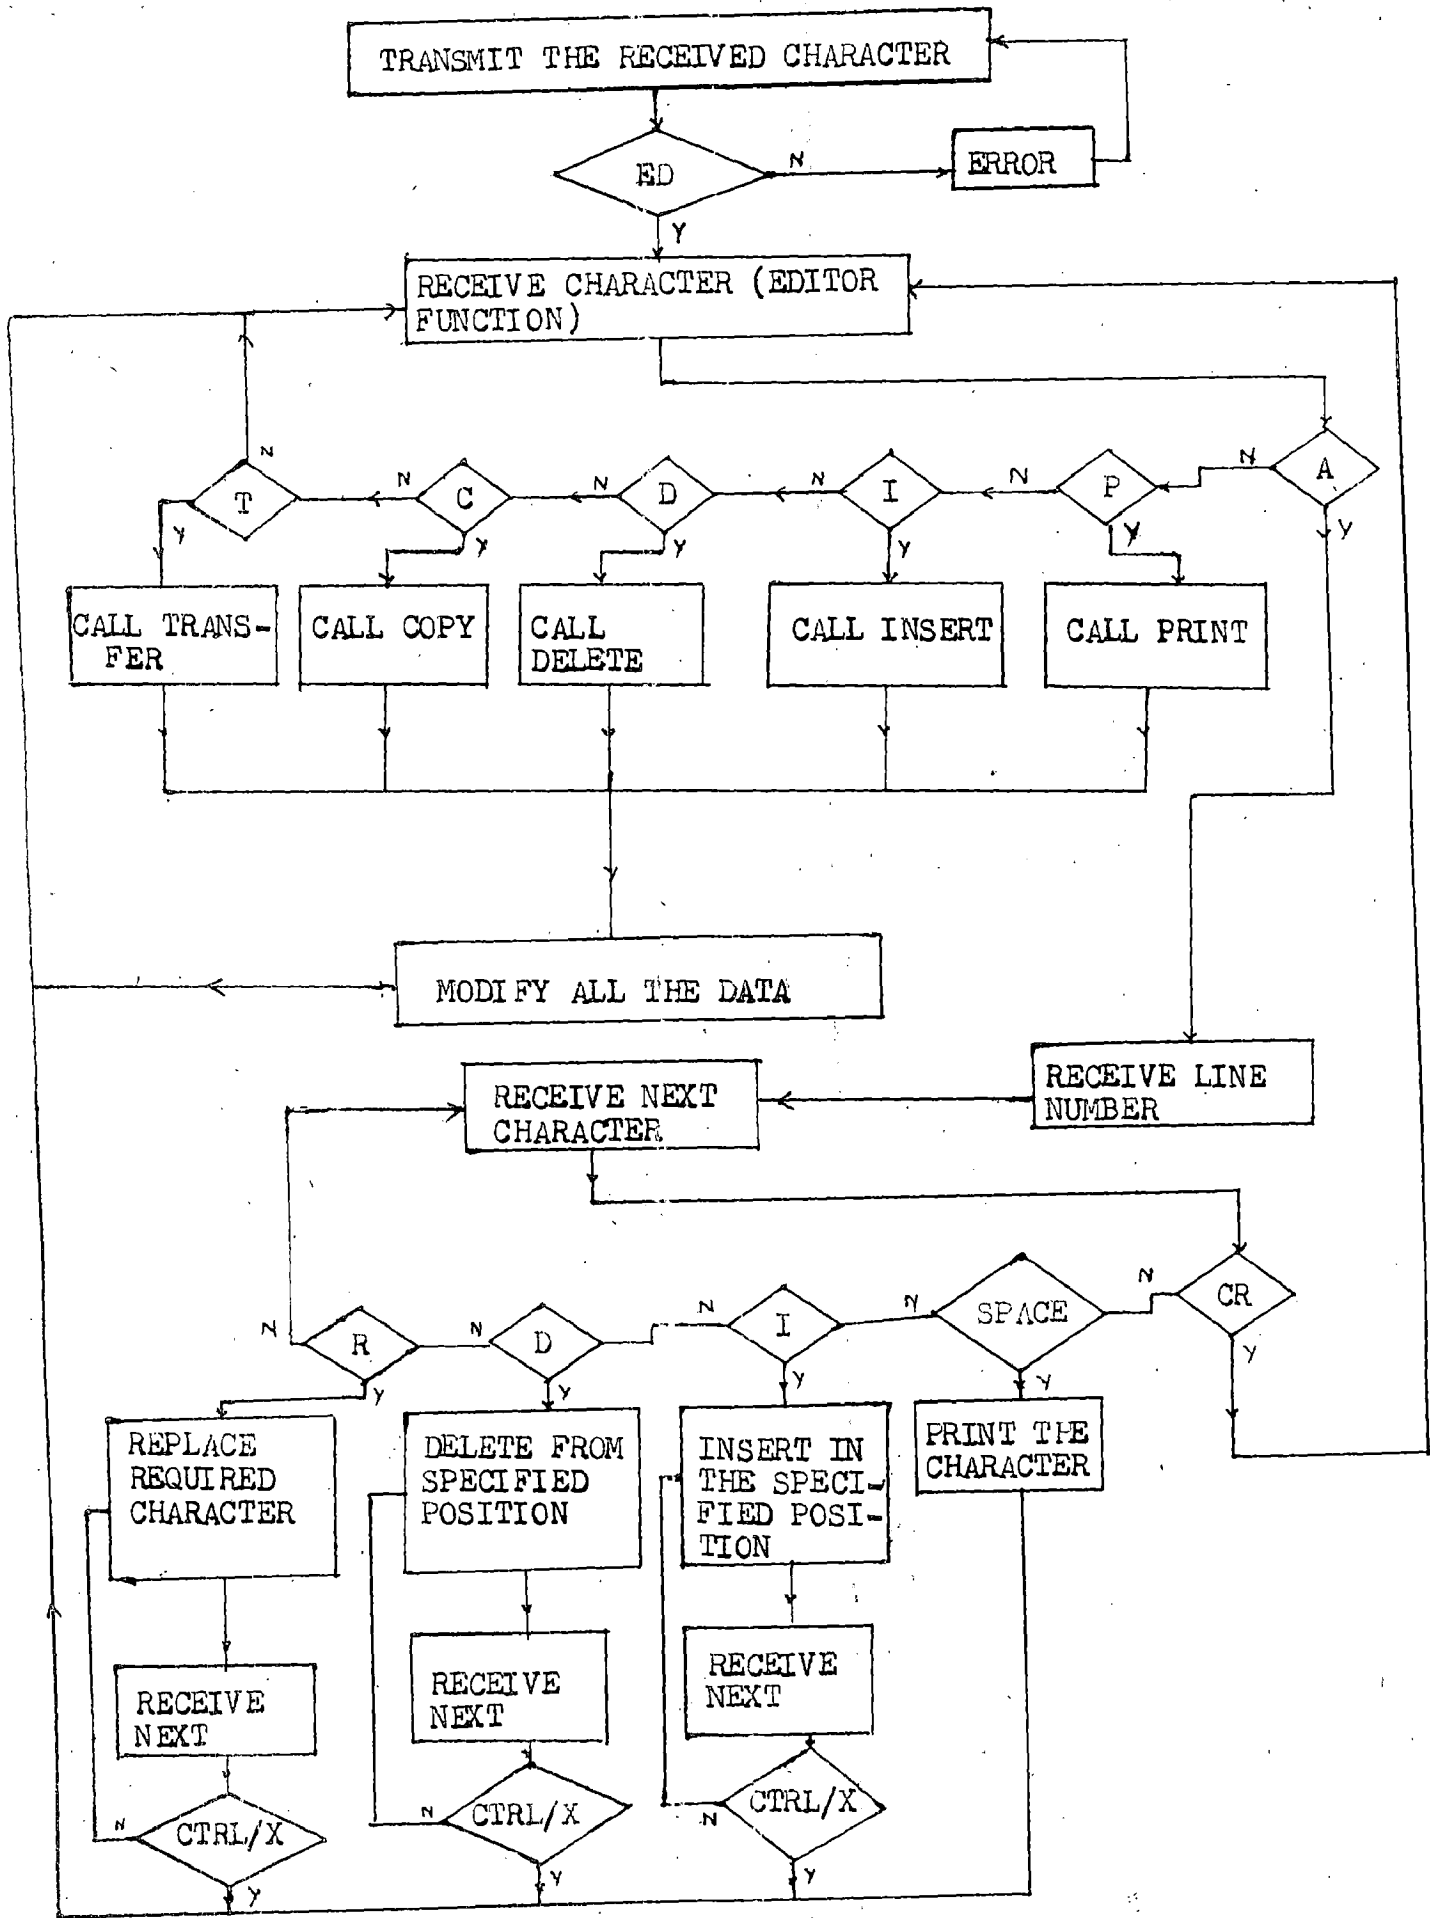 TRANSMIT THE RECEIVED CHARACTER
ED
N
ERROR
Y
RECEIVE CHARACTER (EDITOR
FUNCTION)
N
T
N
C
N
D
N
I
N
P
N
A
Y
Y
Y
Y
Y
Y
CALL TRANS-
FER
CALL COPY
CALL
DELETE
CALL INSERT
CALL PRINT
MODIFY ALL THE DATA
RECEIVE LINE
NUMBER
RECEIVE NEXT
CHARACTER
N
R
N
D
N
I
N
SPACE
N
CR
Y
Y
Y
Y
Y
REPLACE
REQUIRED
CHARACTER
DELETE FROM
SPECIFIED
POSITION
INSERT IN
THE SPECI-
FIED POSI-
TION
PRINT THE
CHARACTER
RECEIVE
NEXT
RECEIVE
NEXT
RECEIVE
NEXT
N
CTRL/X
Y
N
CTRL/X
Y
N
CTRL/X
Y